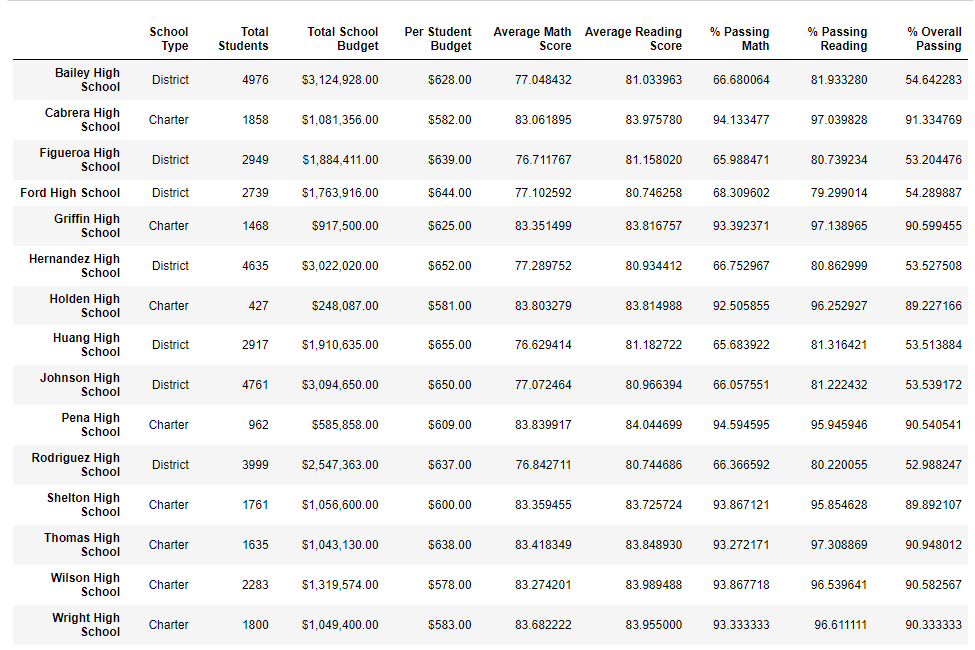 School Type Total Students Total School Budget Per Student Budget Average Math Score Average Reading Score % Passing Math % Passing Reading % Overall Passing
Bailey High School District 4976 $3,124,928.00 $628.00 77.048432 81.033963 66.680064 81.933280 54.642283
Cabrera High School Charter 1858 $1,081,356.00 $582.00 83.061895 83.975780 94.133477 97.039828 91.334769
Figueroa High School District 2949 $1,884,411.00 $639.00 76.711767 81.158020 65.988471 80.739234 53.204476
Ford High School District 2739 $1,763,916.00 $644.00 77.102592 80.746258 68.309602 79.299014 54.289887
Griffin High School Charter 1468 $917,500.00 $625.00 83.351499 83.816757 93.392371 97.138965 90.599455
Hernandez High School District 4635 $3,022,020.00 $652.00 77.289752 80.934412 66.752967 80.862999 53.527508
Holden High School Charter 427 $248,087.00 $581.00 83.803279 83.814988 92.505855 96.252927 89.227166
Huang High School District 2917 $1,910,635.00 $655.00 76.629414 81.182722 65.683922 81.316421 53.513884
Johnson High School District 4761 $3,094,650.00 $650.00 77.072464 80.966394 66.057551 81.222432 53.539172
Pena High School Charter 962 $585,858.00 $609.00 83.839917 84.044699 94.594595 95.945946 90.540541
Rodriguez High School District 3999 $2,547,363.00 $637.00 76.842711 80.744686 66.366592 80.220055 52.988247
Shelton High School Charter 1761 $1,056,600.00 $600.00 83.359455 83.725724 93.867121 95.854628 89.892107
Thomas High School Charter 1635 $1,043,130.00 $638.00 83.418349 83.848930 93.272171 97.308869 90.948012
Wilson High School Charter 2283 $1,319,574.00 $578.00 83.274201 83.989488 93.867718 96.539641 90.582567
Wright High School Charter 1800 $1,049,400.00 $583.00 83.682222 83.955000 93.333333 96.611111 90.333333